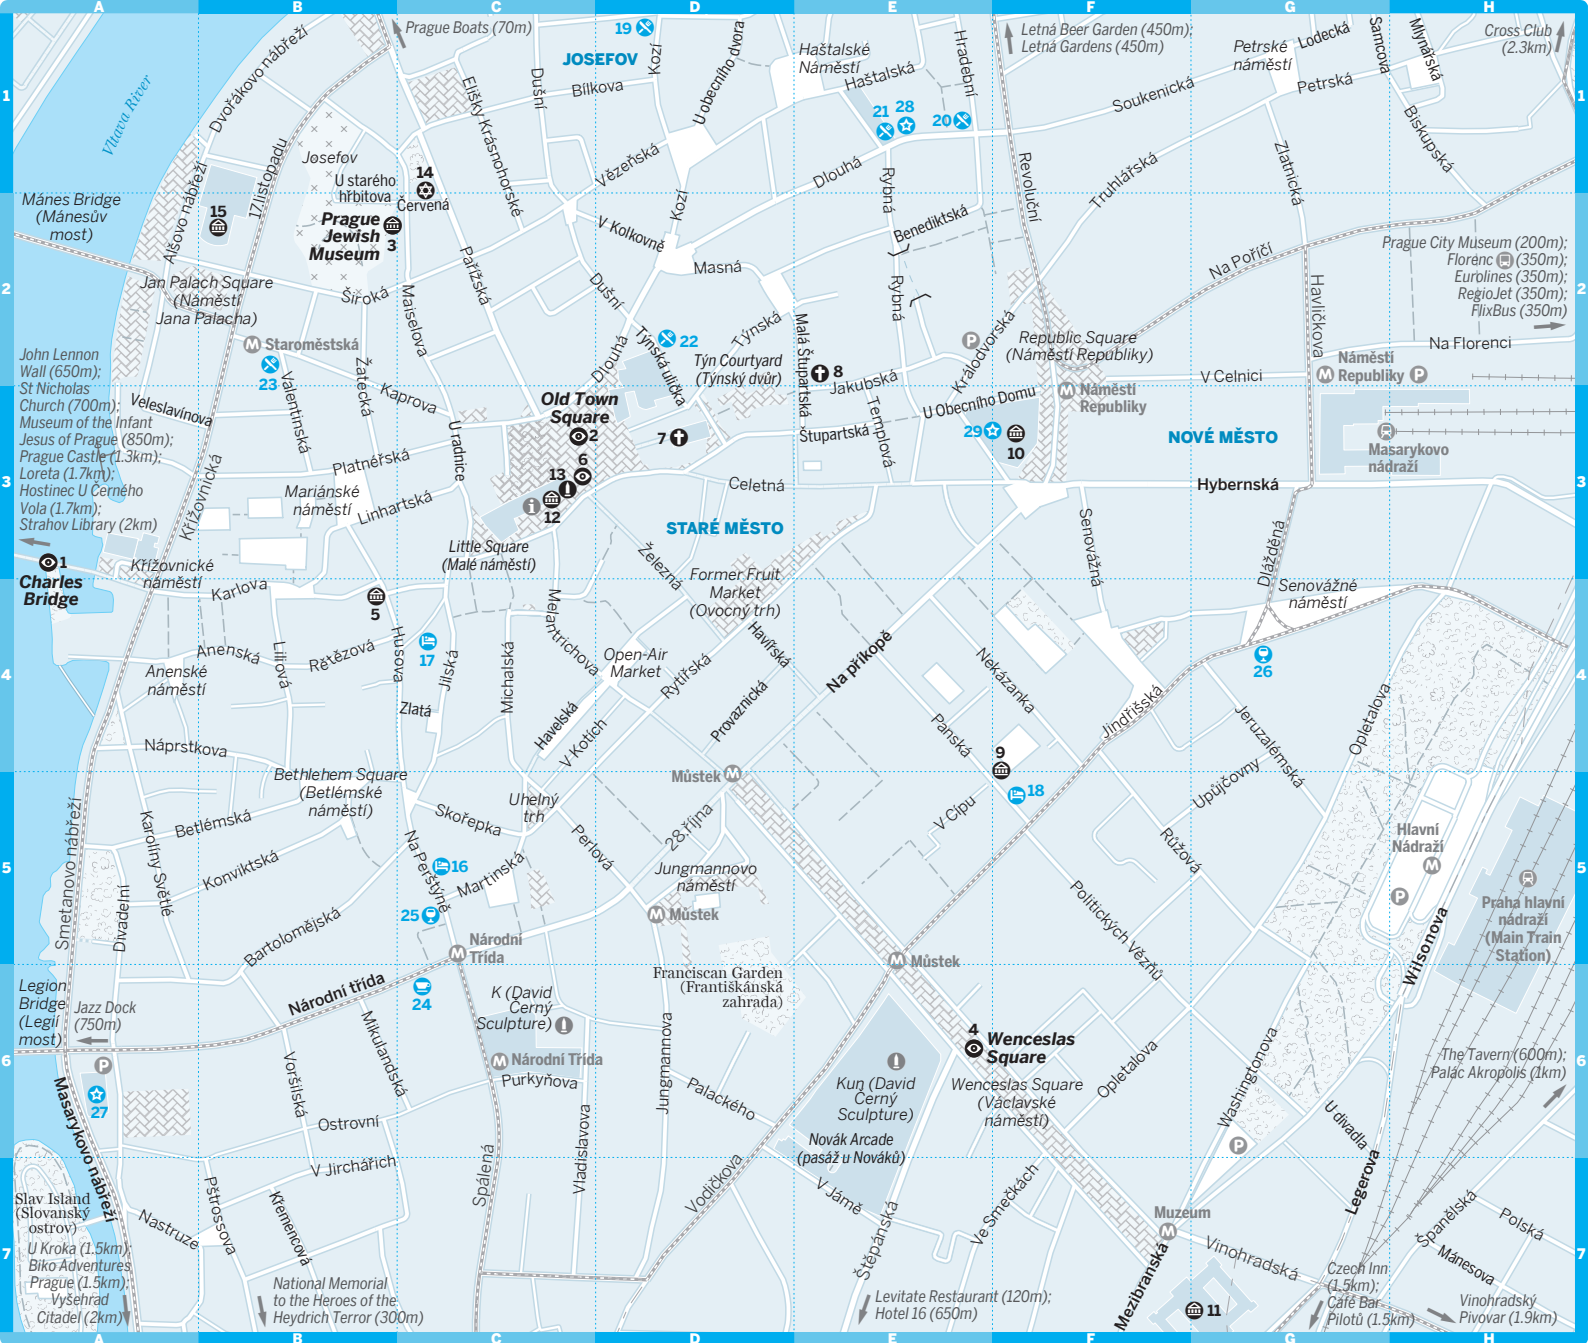 A B C D E F G H
1
2
3
4
5
6
7
Prague Boats (70m)
19
JOSEFOV
Kozí
U obecního dvora
Haštalské
Náměstí
Hradební
Letná Beer Garden (450m);
Letná Gardens (450m)
Petrské
náměstí
Lodecká
Samcova
Mlynářská
Cross Club
(2.3km)
Vltava River
Dvořákovo nábřeží
17.listopadu
Elišky Krásnohorské
Dušní
Bílkova
Haštalská
21
28
20
Soukenická
Petrská
Biskupská
Josefov
U starého
hřbitova
14
Červená
Vězeňská
Dlouhá
Rybná
Revoluční
Truhlářská
Zlatnická
Mánes Bridge
(Mánesův
most)
Alšovo nábřeží
15
Prague
Jewish
Museum
3
Pařížská
V Kolkovně
Kozí
Benediktská
Masná
Na Poříčí
Prague City Museum (200m);
Florenc (350m);
Eurolines (350m);
RegioJet (350m);
FlixBus (350m)
Jan Palach Square
(Náměstí
Jana Palacha)
Široká
Maiselova
Dušní
Rybná
Havlíčkova
Staroměstská
23
Žatecká
Valentinská
Kaprova
Dlouhá
Týnská ulička
22
Týnská
Týn Courtyard
(Týnský dvůr)
Malá Štupartská
8
Jakubská
P
Královdvorská
Republic Square
(Náměstí Republiky)
Náměstí
Republiky
V Celnici
Náměstí
Republiky
P
Na Florenci
John Lennon
Wall (650m);
St Nicholas
Church (700m);
Museum of the Infant
Jesus of Prague (850m);
Prague Castle (1.3km);
Loreta (1.7km);
Hostinec U Černého
Vola (1.7km);
Strahov Library (2km)
Veleslavínova
Old Town
Square
2
7
6
13
12
U radnice
Platnéřská
Mariánské
náměstí
Linhartská
Křížovnická
Štupartská
Templová
U Obecního Domu
29
10
NOVÉ MĚSTO
Masarykovo
nádraží
Celetná
Hybernská
STARÉ MĚSTO
Little Square
(Malé náměstí)
Železná
Senovážná
Dlážděná
1
Charles
Bridge
Křížovnické
náměstí
Karlova
5
Former Fruit
Market
(Ovocný trh)
Senovážné
náměstí
Melantrichova
Havířská
Na příkopě
Anenská
Anenské
náměstí
Liliová
Řetězová
Husova
17
Jilská
Michalská
Open-Air
Market
Rytířská
Provaznická
Nekázanka
26
Zlatá
Havelská
V Kotích
Panská
Jindřišská
Jeruzalémská
Opletalova
Náprstkova
Bethlehem Square
(Betlémské
náměstí)
Můstek
9
18
Upůjčovny
Smetanovo nábřeží
Karoliny Světlé
Betlémská
Konviktská
Skořepka
Uhelný
trh
Perlová
28.října
V Cípu
Růžová
Hlavní
Nádraží
P
Praha hlavní
nádraží
(Main Train
Station)
Divadelní
Na Perštýně
16
Martinská
25
Jungmannovo
náměstí
Můstek
Politických Vězňů
Wilsonova
Bartolomějská
Národní
Třída
Můstek
Franciscan Garden
(Františkánská
zahrada)
Legion
Bridge
(Legií
most)
Jazz Dock
(750m)
Národní třída
24
K (David
Černý
Sculpture)
Národní Třída
Purkyňova
Mikulandská
Voršilská
Jungmannova
4
Wenceslas
Square
Wenceslas Square
(Václavské
náměstí)
Kun (David
Černý
Sculpture)
Novák Arcade
(pasáž u Nováků)
Opletalova
Washingtonova
P
U divadla
The Tavern (600m);
Palác Akropolis (1km)
P
27
Masarykovo nábřeží
Ostrovní
V Jirchářích
Spálená
Vladislavova
Palackého
Vodičkova
V Jámě
Štěpánská
Ve Smečkách
Legerova
Slav Island
(Slovanský
ostrov)
Nastruze
Pštrossova
Křemencová
Muzeum
Vinohradská
Španělská
Polská
Mánesova
U Kroka (1.5km);
Biko Adventures
Prague (1.5km);
Vyšehrad
Citadel (2km)
National Memorial
to the Heroes of the
Heydrich Terror (300m)
Levitate Restaurant (120m);
Hotel 16 (650m)
Mezibranská
11
Czech Inn
(1.5km);
Café Bar
Pilotů (1.5km)
Vinohradský
Pivovar (1.9km)
A B C D E F G H